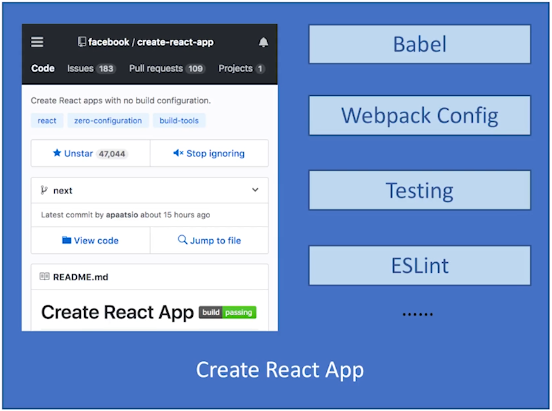 facebook / create-react-app
Code Issues 183 Pull requests 109 Projects 1
Create React apps with no build configuration.
react zero-configuration build-tools
Unstar 47,044 Stop ignoring
next
Latest commit by apaatsio about 15 hours ago
View code Jump to file
README.md
Create React App build passing
Babel
Webpack Config
Testing
ESLint
......
Create React App